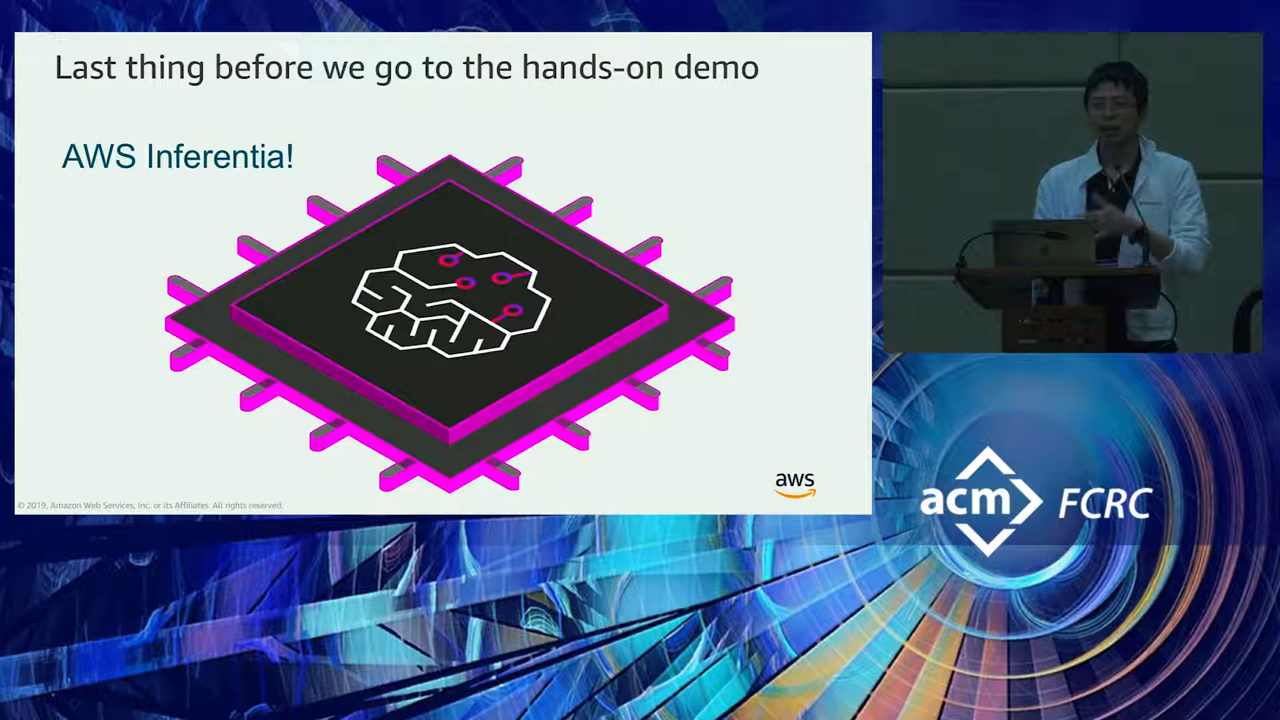 Last thing before we go to the hands-on demo
AWS Inferentia!
aws
© 2019, Amazon Web Services, Inc. or its Affiliates. All rights reserved.
acm FCRC